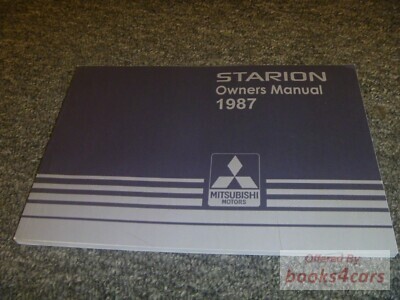 STARION
Owners Manual
1987
MITSUBISHI
MOTORS
Offered By
books4cars